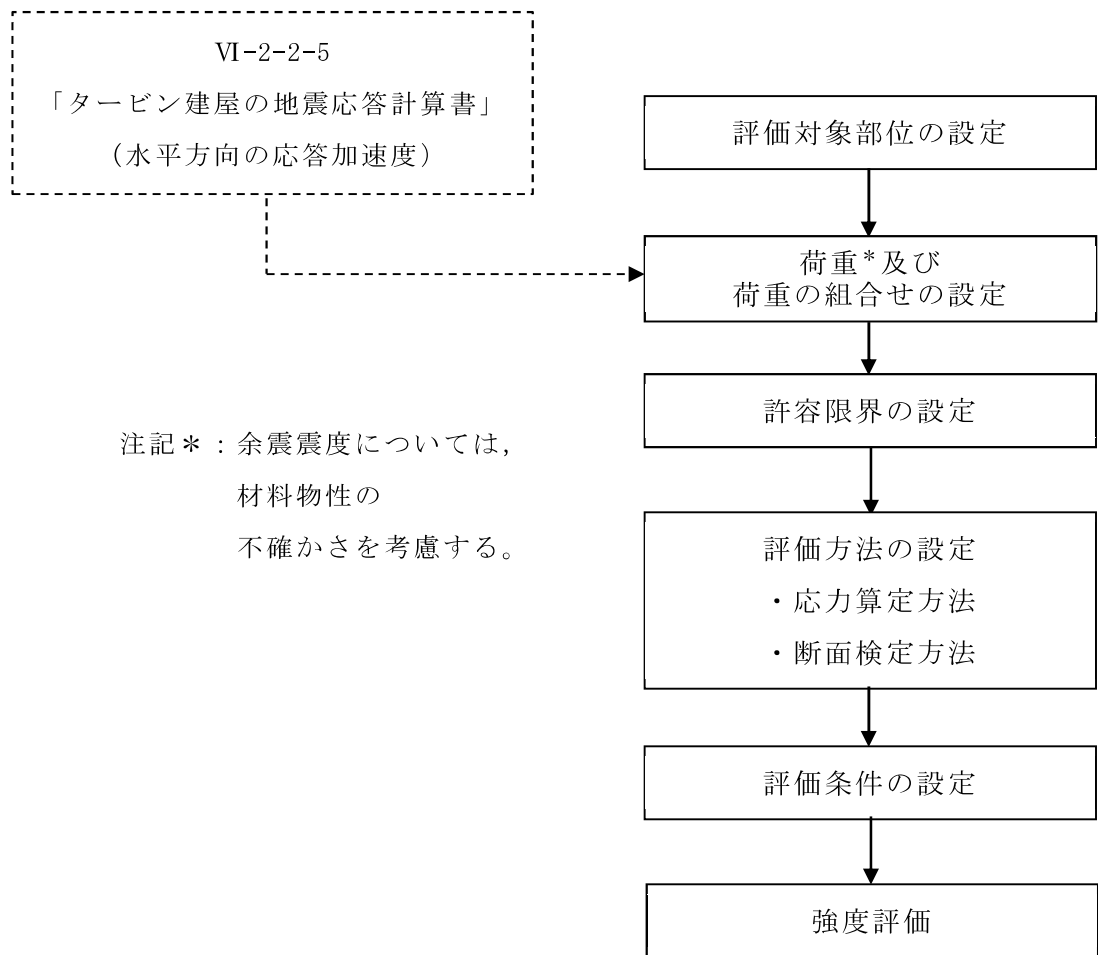 Ⅵ-2-2-5
「タービン建屋の地震応答計算書」
（水平方向の応答加速度）
評価対象部位の設定
荷重*及び
荷重の組合せの設定
許容限界の設定
注記＊：余震震度については，
材料物性の
不確かさを考慮する。
評価方法の設定
・応力算定方法
・断面検定方法
評価条件の設定
強度評価